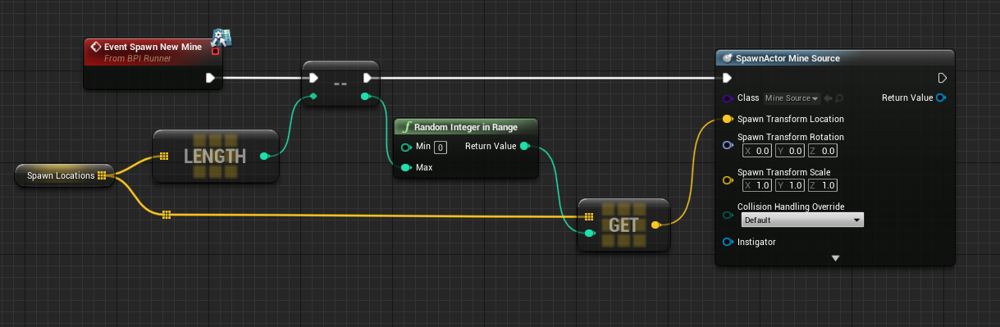 Event Spawn New Mine
From BPI Runner
--
SpawnActor Mine Source
Class Mine Source
Return Value
Spawn Transform Location
Spawn Transform Rotation
X 0.0 Y 0.0 Z 0.0
Spawn Transform Scale
X 1.0 Y 1.0 Z 1.0
Collision Handling Override
Default
Instigator
Random Integer in Range
Min 0 Return Value
Max
LENGTH
Spawn Locations
GET